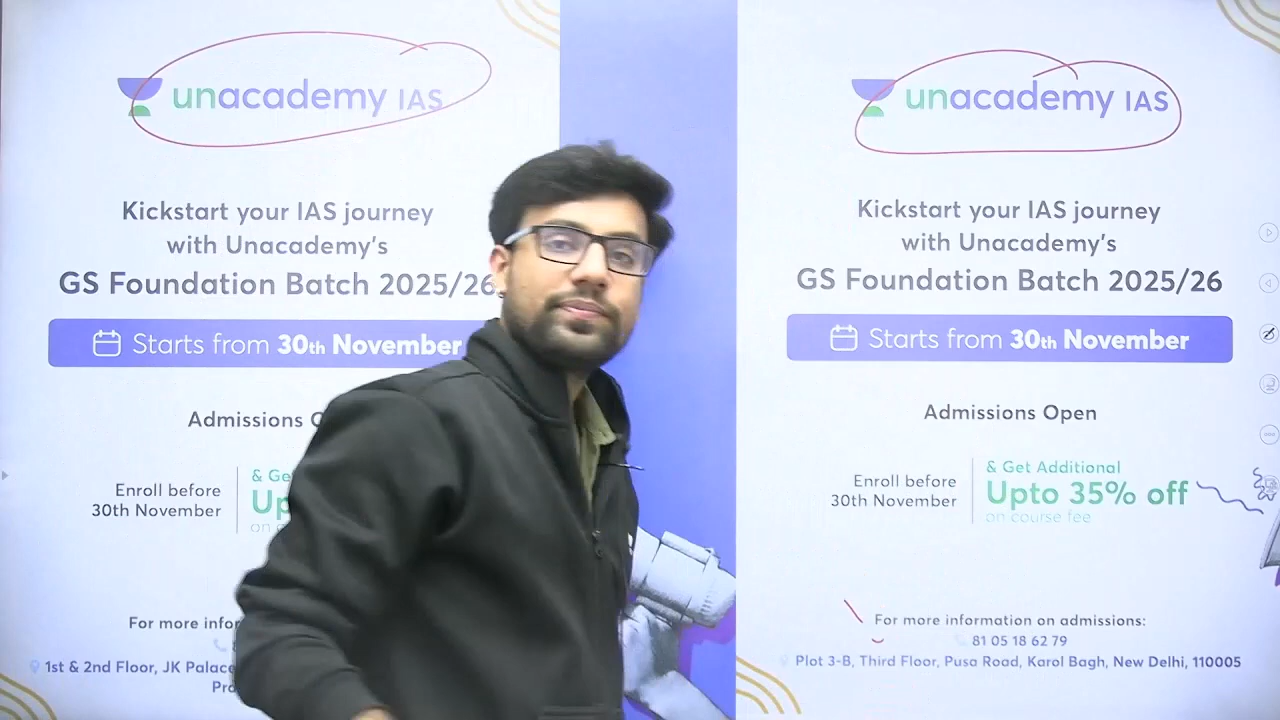 unacademy IAS
Kickstart your IAS journey
with Unacademy's
GS Foundation Batch 2025/26
Starts from 30th November
Admissions
Enroll before
30th November
&
on
For more
1st & 2nd Floor, JK Palace
unacademy IAS
Kickstart your IAS journey
with Unacademy's
GS Foundation Batch 2025/26
Starts from 30th November
Admissions Open
Enroll before
30th November
& Get Additional
Upto 35% off
on course fee
For more information on admissions:
81 05 18 62 79
Plot 3-B, Third Floor, Pusa Road, Karol Bagh, New Delhi, 110005